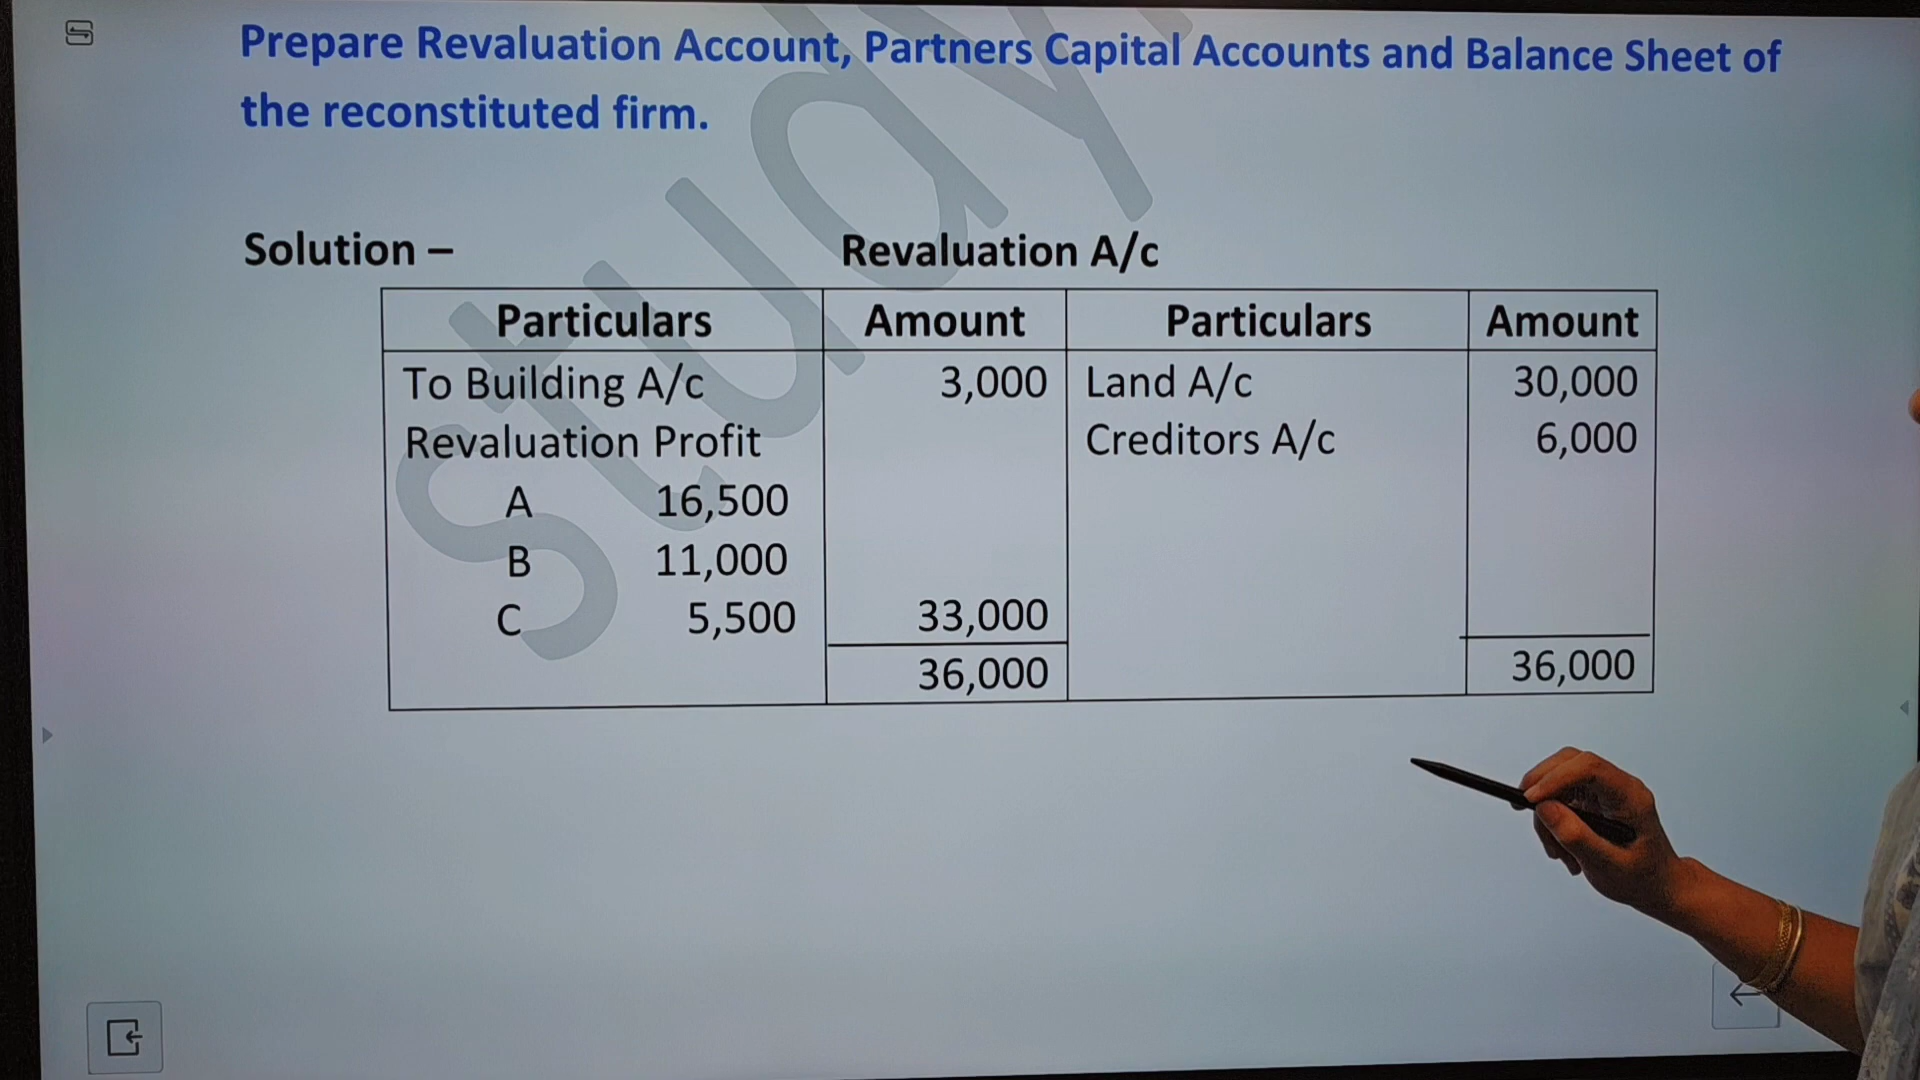 Prepare Revaluation Account, Partners Capital Accounts and Balance Sheet of
the reconstituted firm.
Solution – Revaluation A/c
Particulars Amount Particulars Amount
To Building A/c 3,000 Land A/c 30,000
Revaluation Profit Creditors A/c 6,000
A 16,500
B 11,000
C 5,500 33,000
36,000 36,000
Study